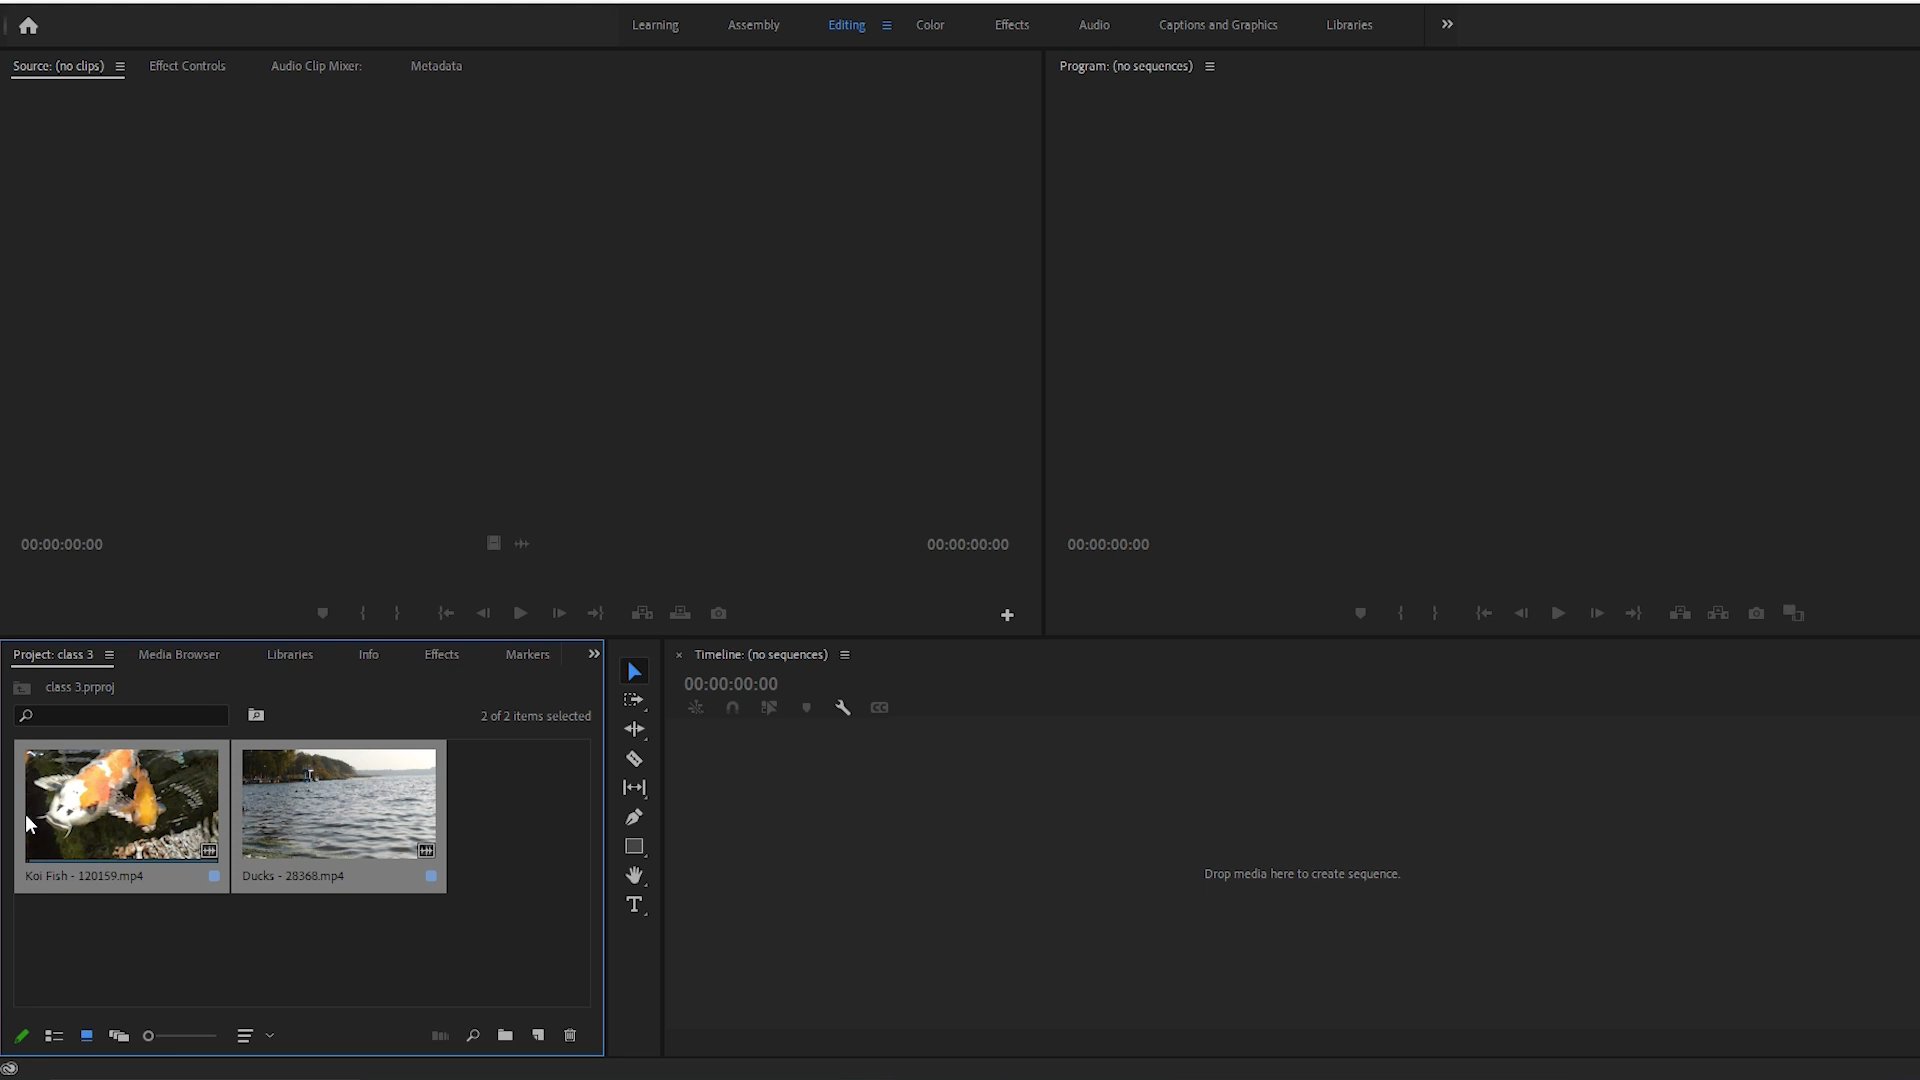 Learning Assembly Editing Color Effects Audio Captions and Graphics Libraries
Source: (no clips) Effect Controls Audio Clip Mixer: Metadata
Program: (no sequences)
00:00:00:00 00:00:00:00
00:00:00:00
Project: class 3 Media Browser Libraries Info Effects Markers
class 3.prproj
2 of 2 items selected
Koi Fish - 120159.mp4
Ducks - 28368.mp4
T
× Timeline: (no sequences)
00:00:00:00
CC
Drop media here to create sequence.